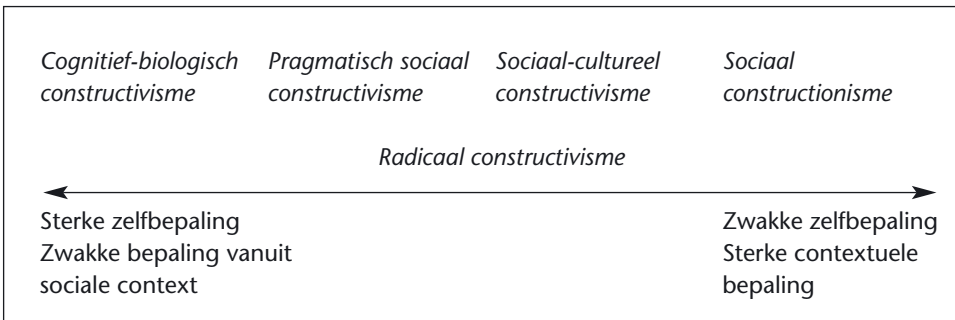 Cognitief-biologisch Pragmatisch sociaal Sociaal-cultureel Sociaal
constructivisme constructivisme constructivisme constructionisme
Radicaal constructivisme
Sterke zelfbepaling Zwakke zelfbepaling
Zwakke bepaling vanuit Sterke contextuele
sociale context bepaling